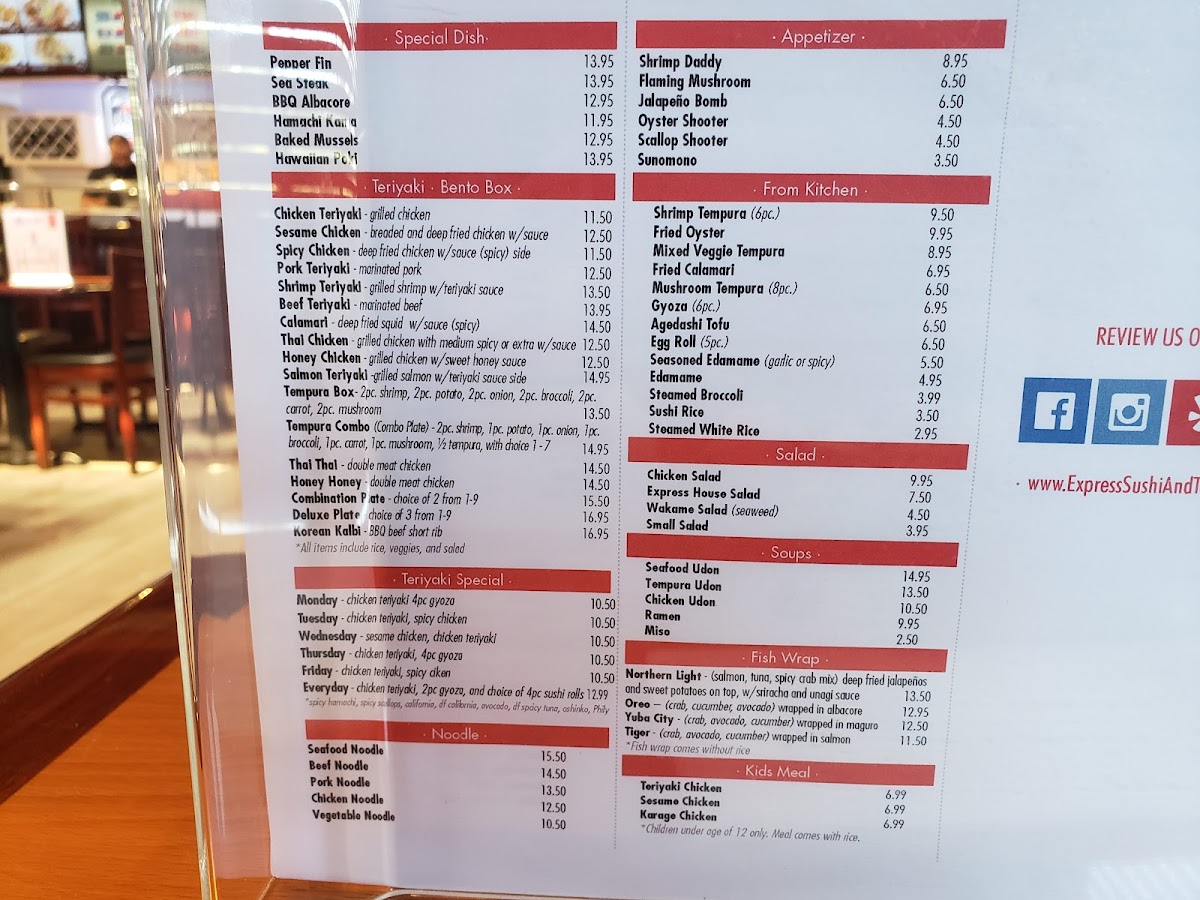 · Special Dish ·
Pepper Fin 13.95
Sea Steak 13.95
BBQ Albacore 12.95
Hamachi Kama 11.95
Baked Mussels 12.95
Hawaiian Poki 13.95
· Teriyaki · Bento Box ·
Chicken Teriyaki - grilled chicken 11.50
Sesame Chicken - breaded and deep fried chicken w/sauce 12.50
Spicy Chicken - deep fried chicken w/sauce (spicy) side 11.50
Pork Teriyaki - marinated pork 12.50
Shrimp Teriyaki - grilled shrimp w/teriyaki sauce 13.50
Beef Teriyaki - marinated beef 13.95
Calamari - deep fried squid w/sauce (spicy) 14.50
Thai Chicken - grilled chicken with medium spicy or extra w/sauce 12.50
Honey Chicken - grilled chicken w/sweet honey sauce 12.50
Salmon Teriyaki -grilled salmon w/teriyaki sauce side 14.95
Tempura Box- 2pc. shrimp, 2pc. potato, 2pc. onion, 2pc. broccoli, 2pc.
carrot, 2pc. mushroom 13.50
Tempura Combo (Combo Plate) - 2pc. shrimp, 1pc. potato, 1pc. onion, 1pc.
broccoli, 1pc. carrot, 1pc. mushroom, ½ tempura, with choice 1 - 7 14.95
Thai Thai - double meat chicken 14.50
Honey Honey - double meat chicken 14.50
Combination Plate - choice of 2 from 1-9 15.50
Deluxe Plate - choice of 3 from 1-9 16.95
Korean Kalbi - BBQ beef short rib 16.95
*All items include rice, veggies, and salad
· Teriyaki Special ·
Monday - chicken teriyaki 4pc gyoza 10.50
Tuesday - chicken teriyaki, spicy chicken 10.50
Wednesday - sesame chicken, chicken teriyaki 10.50
Thursday - chicken teriyaki, 4pc gyoza 10.50
Friday - chicken teriyaki, spicy ciken 10.50
Everyday - chicken teriyaki, 2pc gyoza, and choice of 4pc sushi rolls 12.99
*spicy hamachi, spicy scallops, california, df california, avocado, df spaicy tuna, oshinko, Phily
· Noodle ·
Seafood Noodle 15.50
Beef Noodle 14.50
Pork Noodle 13.50
Chicken Noodle 12.50
Vegetable Noodle 10.50
· Appetizer ·
Shrimp Daddy 8.95
Flaming Mushroom 6.50
Jalapeño Bomb 6.50
Oyster Shooter 4.50
Scallop Shooter 4.50
Sunomono 3.50
· From Kitchen ·
Shrimp Tempura (6pc.) 9.50
Fried Oyster 9.95
Mixed Veggie Tempura 8.95
Fried Calamari 6.95
Mushroom Tempura (8pc.) 6.50
Gyoza (6pc.) 6.95
Agedashi Tofu 6.50
Egg Roll (5pc.) 6.50
Seasoned Edamame (garlic or spicy) 5.50
Edamame 4.95
Steamed Broccoli 3.99
Sushi Rice 3.50
Steamed White Rice 2.95
· Salad ·
Chicken Salad 9.95
Express House Salad 7.50
Wakame Salad (seaweed) 4.50
Small Salad 3.95
· Soups ·
Seafood Udon 14.95
Tempura Udon 13.50
Chicken Udon 10.50
Ramen 9.95
Miso 2.50
· Fish Wrap ·
Northern Light - (salmon, tuna, spicy crab mix) deep fried jalapeños
and sweet potatoes on top, w/sriracha and unagi sauce 13.50
Oreo – (crab, cucumber, avocado) wrapped in albacore 12.95
Yuba City - (crab, avocado, cucumber) wrapped in maguro 12.50
Tiger - (crab, avocado, cucumber) wrapped in salmon 11.50
*Fish wrap comes without rice
· Kids Meal ·
Teriyaki Chicken 6.99
Sesame Chicken 6.99
Karage Chicken 6.99
*Children under age of 12 only. Meal comes with rice.
REVIEW US O
· www.ExpressSushiAndT